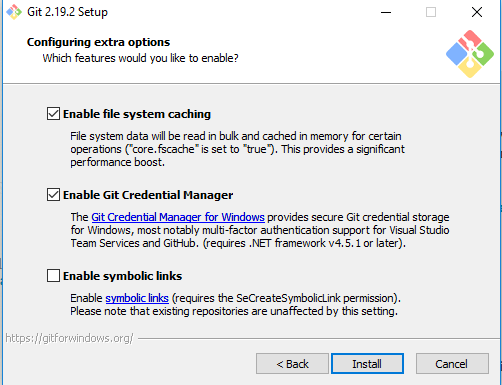 Git 2.19.2 Setup
Configuring extra options
Which features would you like to enable?
Enable file system caching
File system data will be read in bulk and cached in memory for certain
operations ("core.fscache" is set to "true"). This provides a significant
performance boost.
Enable Git Credential Manager
The Git Credential Manager for Windows provides secure Git credential storage
for Windows, most notably multi-factor authentication support for Visual Studio
Team Services and GitHub. (requires .NET framework v4.5.1 or later).
Enable symbolic links
Enable symbolic links (requires the SeCreateSymbolicLink permission).
Please note that existing repositories are unaffected by this setting.
https://gitforwindows.org/
< Back Install Cancel